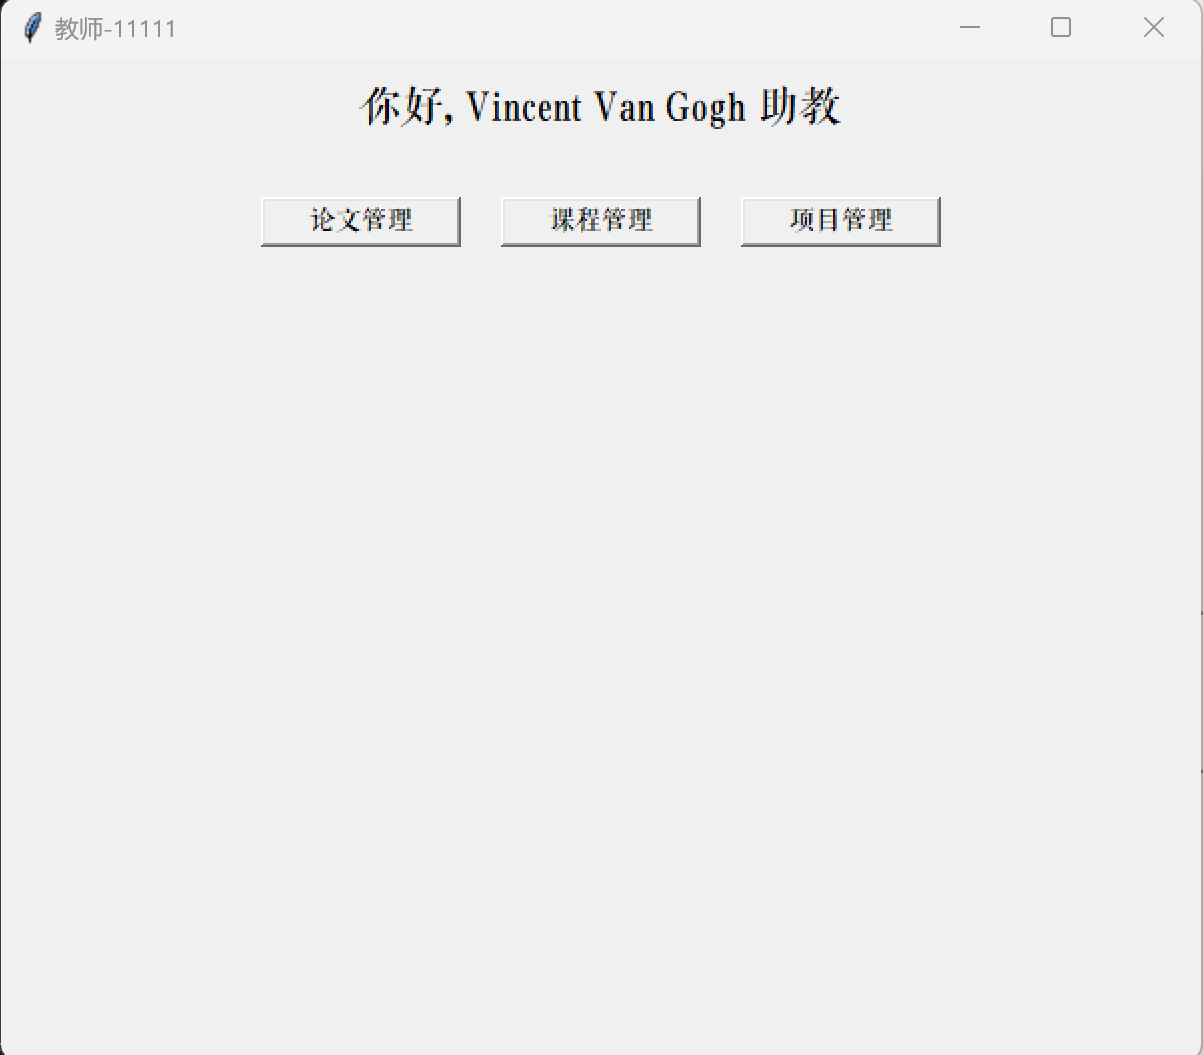 教师-11111
你好, Vincent Van Gogh 助教
论文管理 课程管理 项目管理